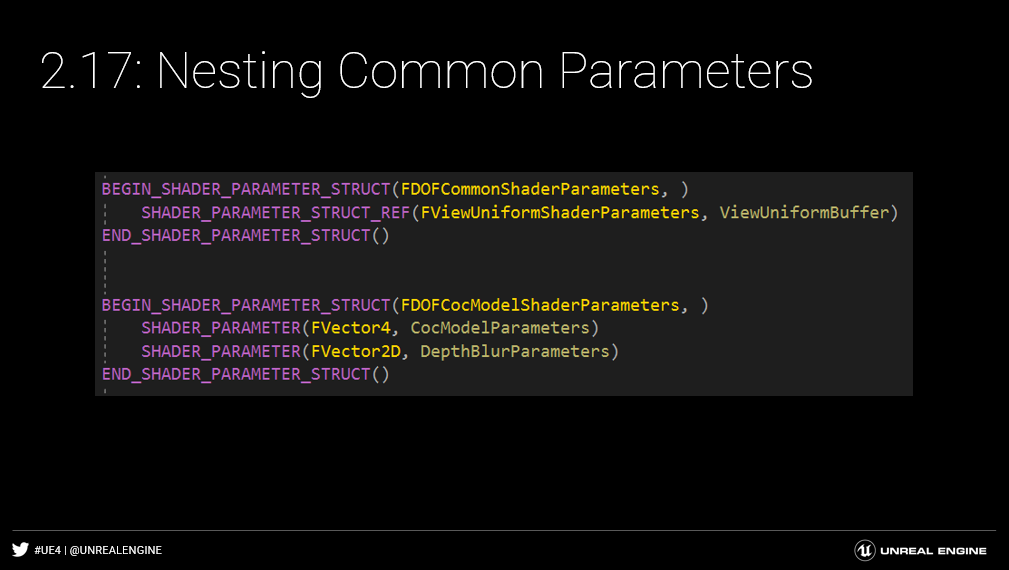 2.17: Nesting Common Parameters
BEGIN_SHADER_PARAMETER_STRUCT(FDOFCommonShaderParameters, )
    SHADER_PARAMETER_STRUCT_REF(FViewUniformShaderParameters, ViewUniformBuffer)
END_SHADER_PARAMETER_STRUCT()
BEGIN_SHADER_PARAMETER_STRUCT(FDOFCocModelShaderParameters, )
    SHADER_PARAMETER(FVector4, CocModelParameters)
    SHADER_PARAMETER(FVector2D, DepthBlurParameters)
END_SHADER_PARAMETER_STRUCT()
#UE4 | @UNREALENGINE
UNREAL ENGINE